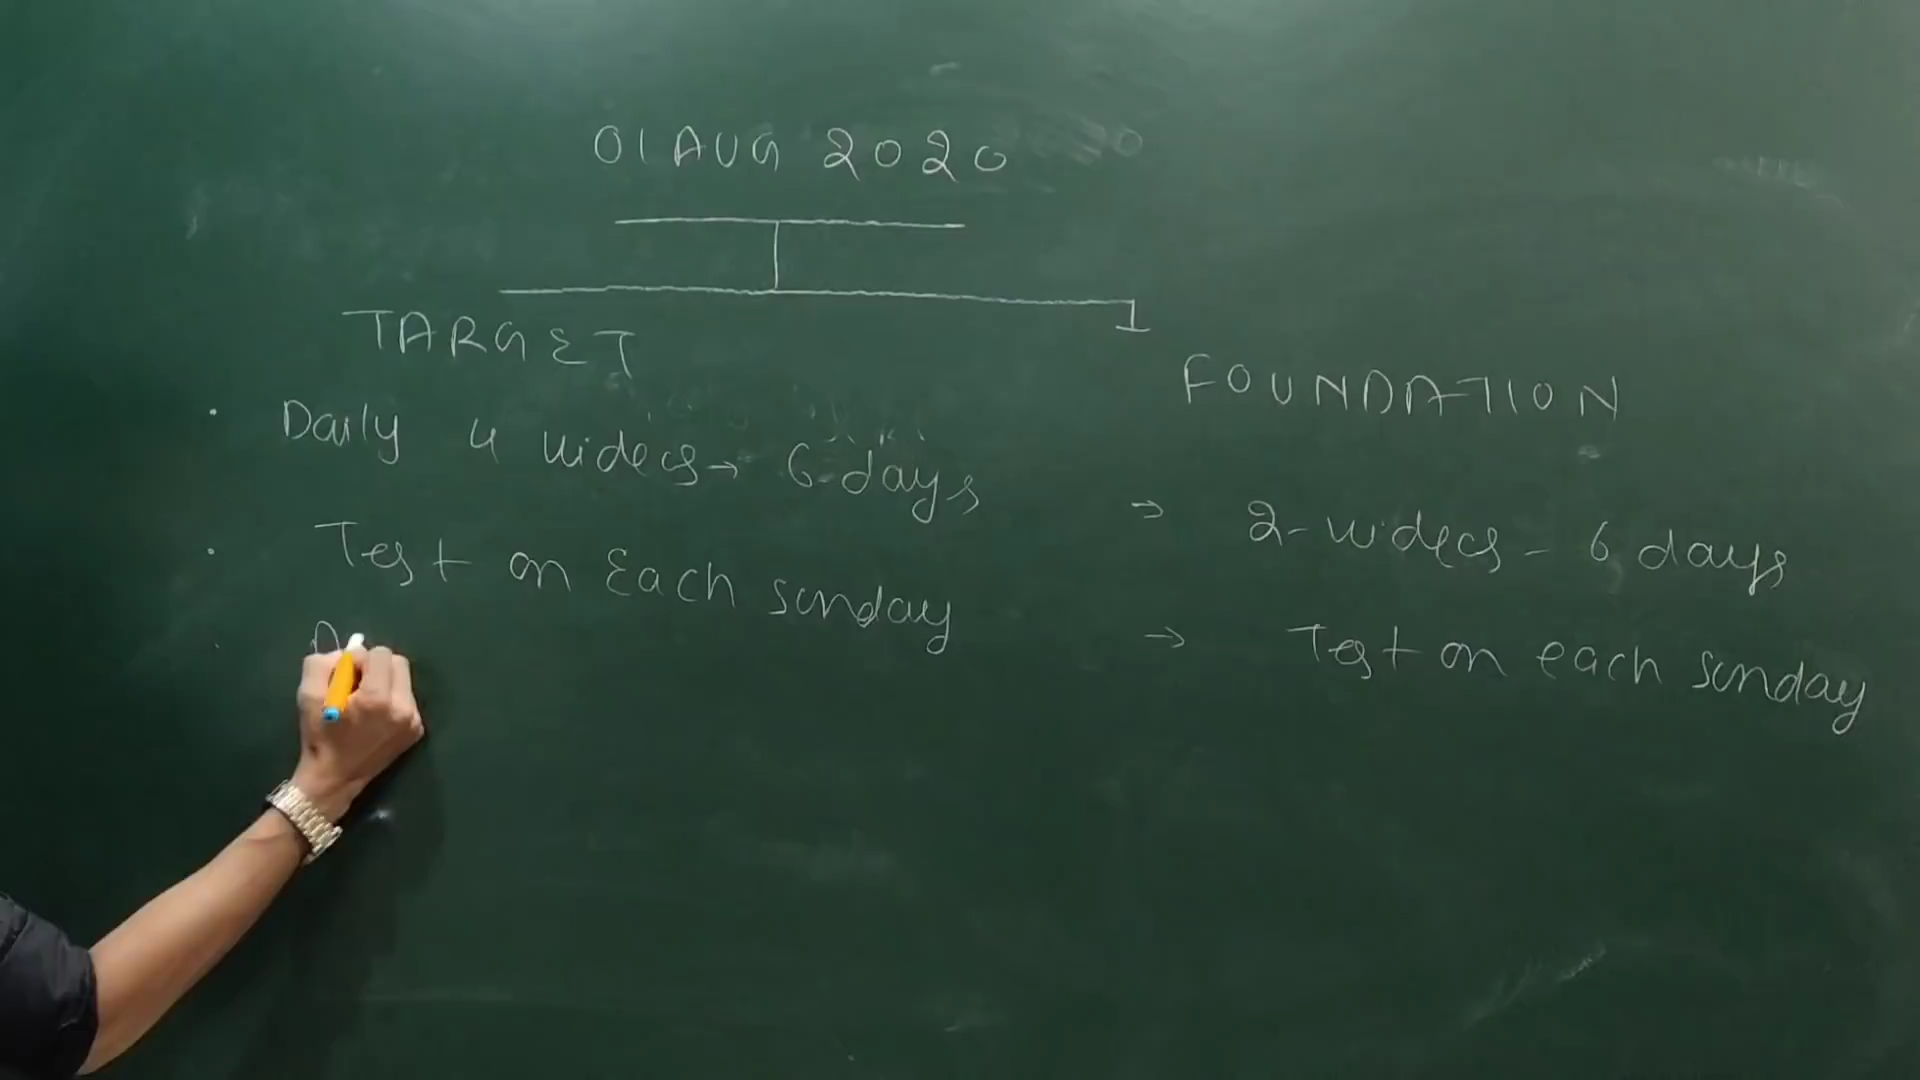 01 AUG 2020
TARGET
FOUNDATION
• Daily 4 videos → 6 days
• Test on Each sunday
•
→ 2 - videos - 6 days
→ Test on each sunday